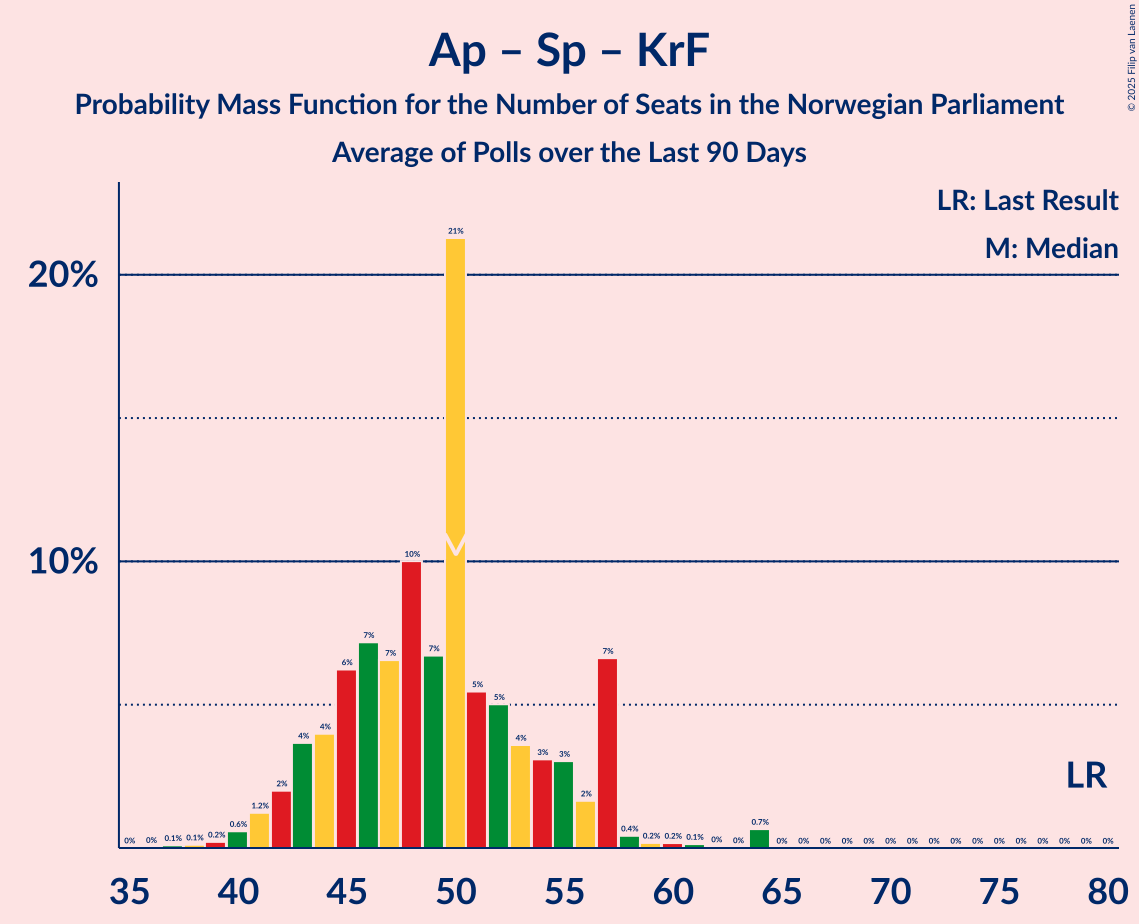 Ap – Sp – KrF
Probability Mass Function for the Number of Seats in the Norwegian Parliament
Average of Polls over the Last 90 Days
© 2025 Filip van Laenen
LR: Last Result
M: Median
20%
10%
0% 0% 0.1% 0.1% 0.2% 0.6% 1.2% 2% 4% 4% 6% 7% 7% 10% 7% 21% 5% 5% 4% 3% 3% 2% 7% 0.4% 0.2% 0.2% 0.1% 0% 0% 0.7% 0% 0% 0% 0% 0% 0% 0% 0% 0% 0% 0% 0% 0% 0% 0% 0%
M
LR
35 40 45 50 55 60 65 70 75 80